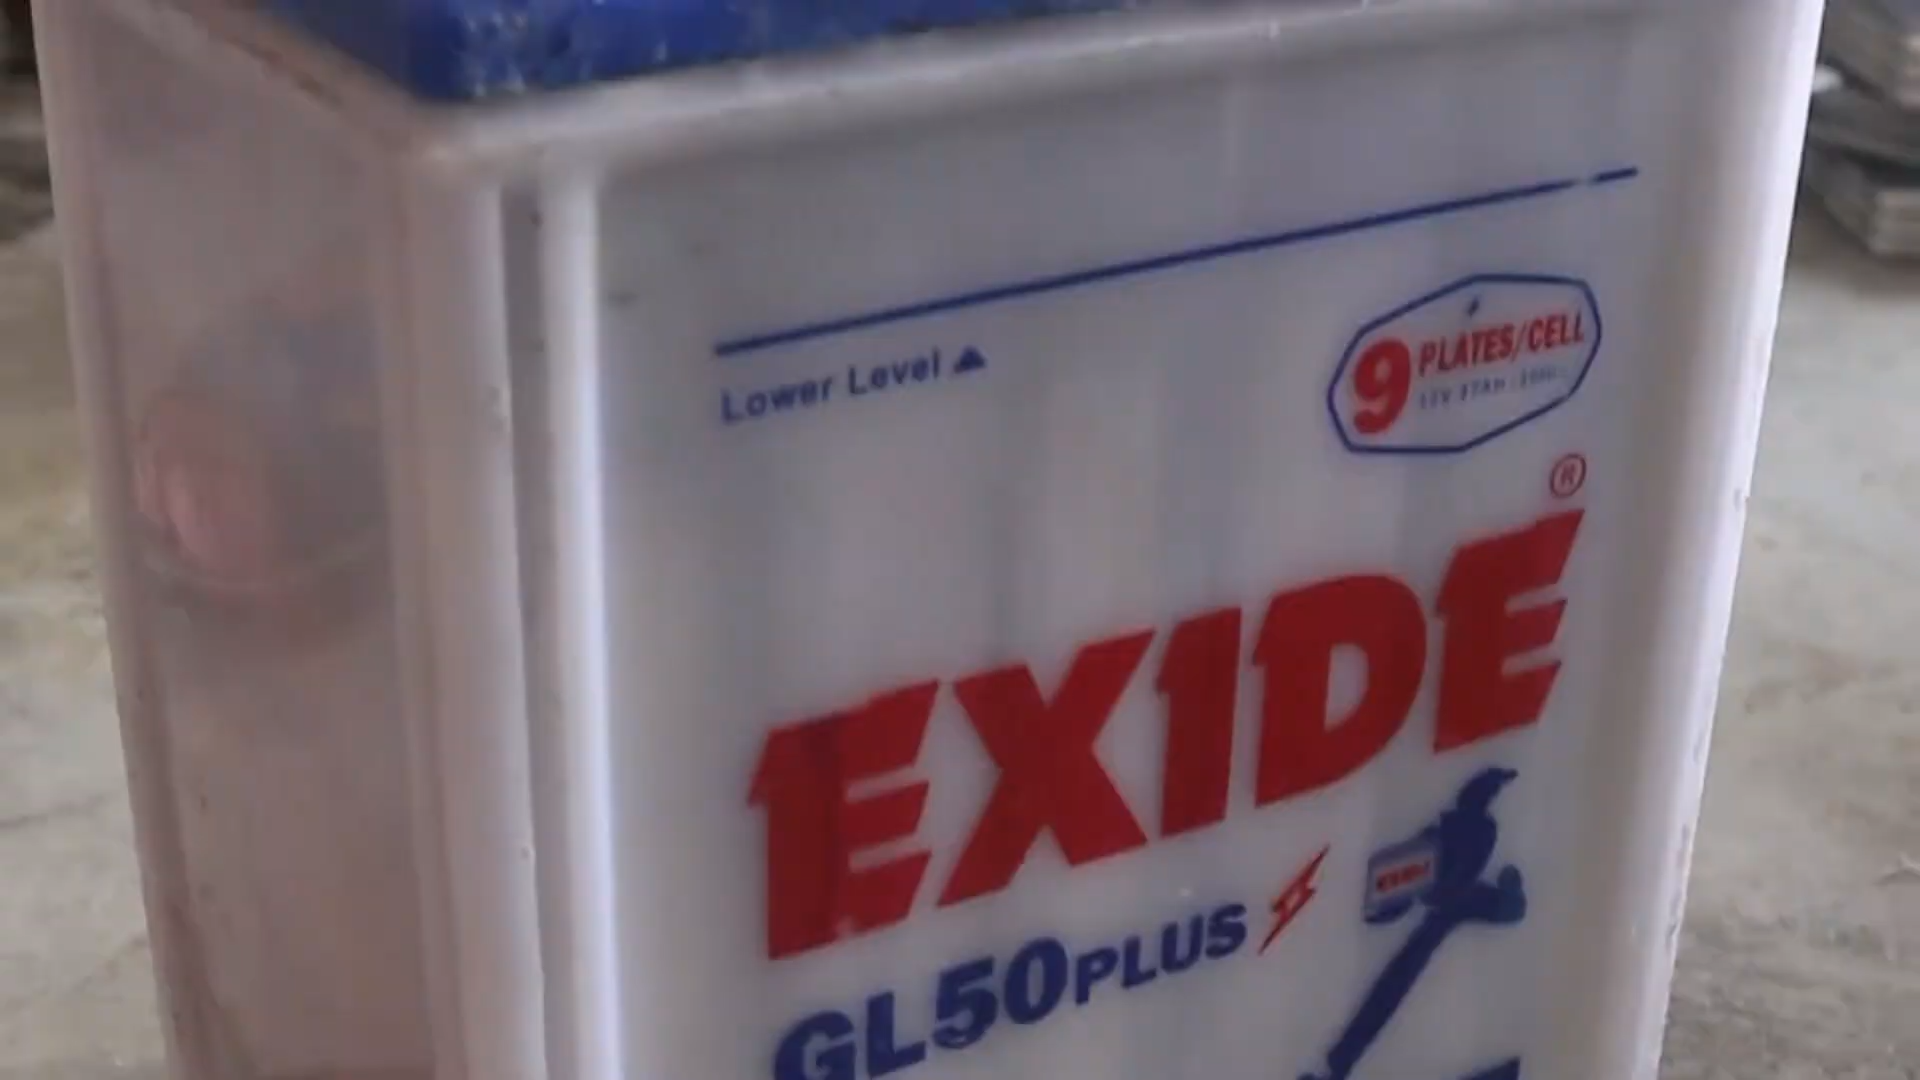 Lower Level
9 PLATES/CELL
®
EXIDE
GL50PLUS